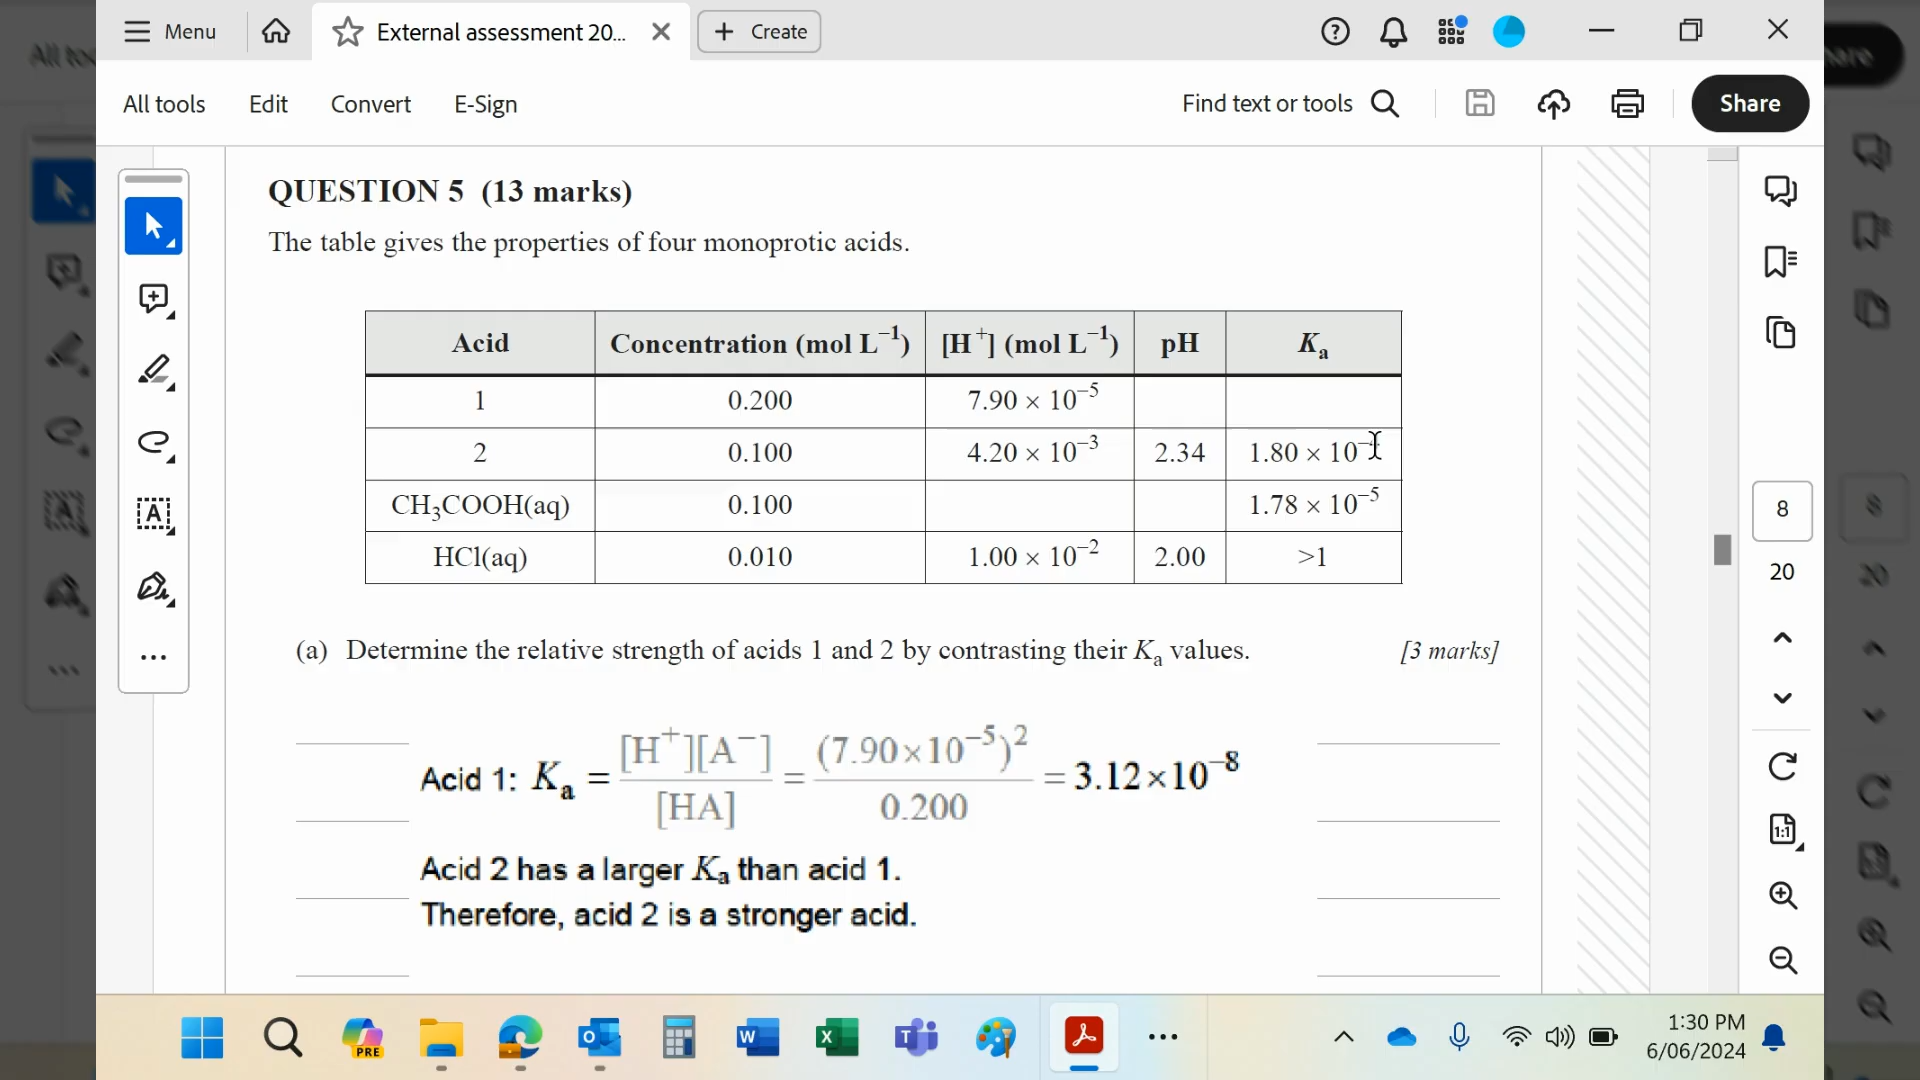 Menu
External assessment 20...
Create
All tools
Edit
Convert
E-Sign
Find text or tools
Share
QUESTION 5 (13 marks)
The table gives the properties of four monoprotic acids.
Acid Concentration (mol L⁻¹) [H⁺] (mol L⁻¹) pH Kₐ
1 0.200 7.90 × 10⁻⁵
2 0.100 4.20 × 10⁻³ 2.34 1.80 × 10⁻
CH₃COOH(aq) 0.100 1.78 × 10⁻⁵
HCl(aq) 0.010 1.00 × 10⁻² 2.00 >1
(a) Determine the relative strength of acids 1 and 2 by contrasting their Kₐ values. [3 marks]
Acid 1: Kₐ = [H⁺][A⁻] / [HA] = (7.90×10⁻⁵)² / 0.200 = 3.12×10⁻⁸
Acid 2 has a larger Kₐ than acid 1.
Therefore, acid 2 is a stronger acid.
8
20
1:1
PRE
1:30 PM
6/06/2024